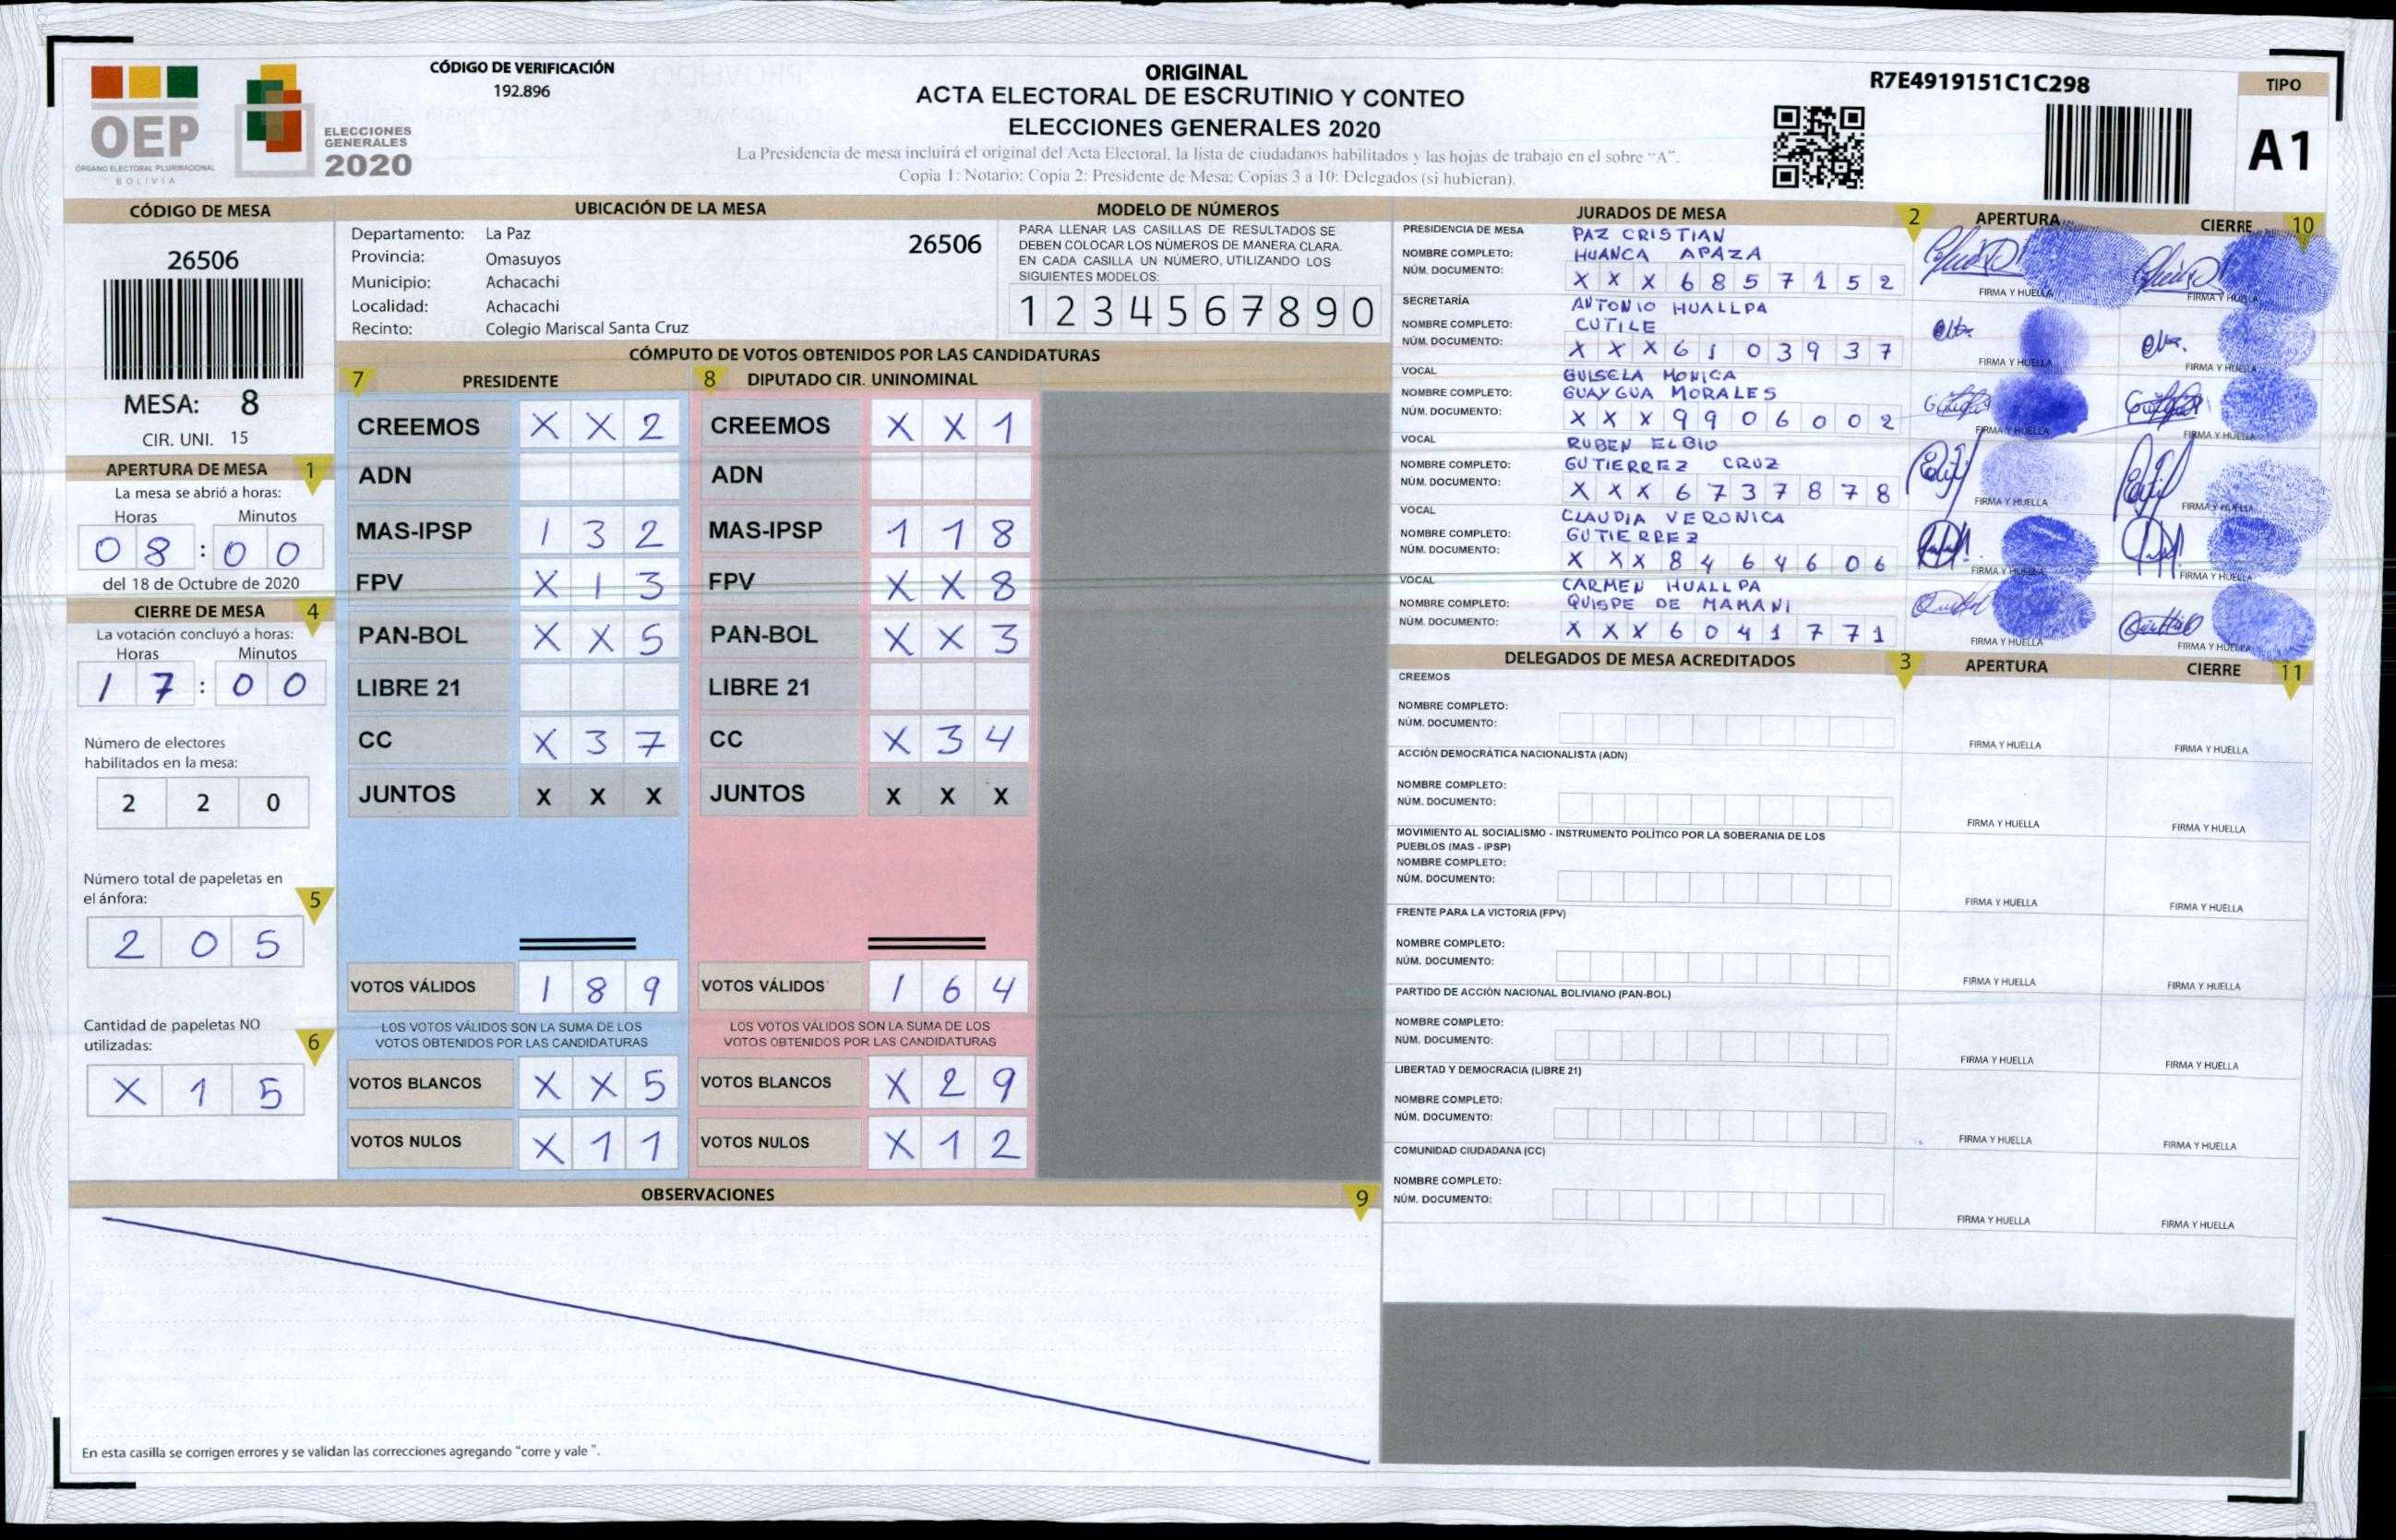 OEP
ÓRGANO ELECTORAL PLURINACIONAL
BOLIVIA
ELECCIONES
GENERALES
2020
CÓDIGO DE VERIFICACIÓN
192.896
ORIGINAL
ACTA ELECTORAL DE ESCRUTINIO Y CONTEO
ELECCIONES GENERALES 2020
La Presidencia de mesa incluirá el original del Acta Electoral, la lista de ciudadanos habilitados y las hojas de trabajo en el sobre "A".
Copia 1: Notario; Copia 2: Presidente de Mesa; Copias 3 a 10: Delegados (si hubieran).
R7E4919151C1C298
TIPO
A1
CÓDIGO DE MESA
26506
MESA: 8
CIR. UNI. 15
APERTURA DE MESA 1
La mesa se abrió a horas:
Horas Minutos
0 8 : 0 0
del 18 de Octubre de 2020
CIERRE DE MESA 4
La votación concluyó a horas:
Horas Minutos
1 7 : 0 0
Número de electores
habilitados en la mesa:
2 2 0
Número total de papeletas en
el ánfora: 5
2 0 5
Cantidad de papeletas NO
utilizadas: 6
X 1 5
UBICACIÓN DE LA MESA
Departamento: La Paz 26506
Provincia: Omasuyos
Municipio: Achacachi
Localidad: Achacachi
Recinto: Colegio Mariscal Santa Cruz
MODELO DE NÚMEROS
PARA LLENAR LAS CASILLAS DE RESULTADOS SE
DEBEN COLOCAR LOS NÚMEROS DE MANERA CLARA.
EN CADA CASILLA UN NÚMERO, UTILIZANDO LOS
SIGUIENTES MODELOS:
1 2 3 4 5 6 7 8 9 0
CÓMPUTO DE VOTOS OBTENIDOS POR LAS CANDIDATURAS
7 PRESIDENTE 8 DIPUTADO CIR. UNINOMINAL
CREEMOS X X 2 CREEMOS X X 1
ADN ADN
MAS-IPSP 1 3 2 MAS-IPSP 1 1 8
FPV X 1 3 FPV X X 8
PAN-BOL X X 5 PAN-BOL X X 3
LIBRE 21 LIBRE 21
CC X 3 7 CC X 3 4
JUNTOS X X X JUNTOS X X X
VOTOS VÁLIDOS 1 8 9 VOTOS VÁLIDOS 1 6 4
LOS VOTOS VÁLIDOS SON LA SUMA DE LOS LOS VOTOS VÁLIDOS SON LA SUMA DE LOS
VOTOS OBTENIDOS POR LAS CANDIDATURAS VOTOS OBTENIDOS POR LAS CANDIDATURAS
VOTOS BLANCOS X X 5 VOTOS BLANCOS X 2 9
VOTOS NULOS X 1 1 VOTOS NULOS X 1 2
OBSERVACIONES 9
En esta casilla se corrigen errores y se validan las correcciones agregando "corre y vale ".
JURADOS DE MESA 2 APERTURA CIERRE 10
PRESIDENCIA DE MESA PAZ CRISTIAN
NOMBRE COMPLETO: HUANCA APAZA
NÚM. DOCUMENTO: X X X 6 8 5 7 1 5 2 FIRMA Y HUELLA FIRMA Y HUELLA
SECRETARÍA ANTONIO HUALLPA
NOMBRE COMPLETO: CUTILE
NÚM. DOCUMENTO: X X X 6 1 0 3 9 3 7 FIRMA Y HUELLA FIRMA Y HUELLA
VOCAL GUISELA MONICA
NOMBRE COMPLETO: GUAYGUA MORALES
NÚM. DOCUMENTO: X X X 9 9 0 6 0 0 2 FIRMA Y HUELLA FIRMA Y HUELLA
VOCAL RUBEN ELBIO
NOMBRE COMPLETO: GUTIERREZ CRUZ
NÚM. DOCUMENTO: X X X 6 7 3 7 8 7 8 FIRMA Y HUELLA FIRMA Y HUELLA
VOCAL CLAUDIA VERONICA
NOMBRE COMPLETO: GUTIERREZ
NÚM. DOCUMENTO: X X X 8 4 6 4 6 0 6 FIRMA Y HUELLA FIRMA Y HUELLA
VOCAL CARMEN HUALLPA
NOMBRE COMPLETO: QUISPE DE MAMANI
NÚM. DOCUMENTO: X X X 6 0 4 1 7 7 1 FIRMA Y HUELLA FIRMA Y HUELLA
DELEGADOS DE MESA ACREDITADOS 3 APERTURA CIERRE 11
CREEMOS
NOMBRE COMPLETO:
NÚM. DOCUMENTO: FIRMA Y HUELLA FIRMA Y HUELLA
ACCIÓN DEMOCRÁTICA NACIONALISTA (ADN)
NOMBRE COMPLETO:
NÚM. DOCUMENTO: FIRMA Y HUELLA FIRMA Y HUELLA
MOVIMIENTO AL SOCIALISMO - INSTRUMENTO POLÍTICO POR LA SOBERANIA DE LOS
PUEBLOS (MAS - IPSP)
NOMBRE COMPLETO:
NÚM. DOCUMENTO: FIRMA Y HUELLA FIRMA Y HUELLA
FRENTE PARA LA VICTORIA (FPV)
NOMBRE COMPLETO:
NÚM. DOCUMENTO: FIRMA Y HUELLA FIRMA Y HUELLA
PARTIDO DE ACCIÓN NACIONAL BOLIVIANO (PAN-BOL)
NOMBRE COMPLETO:
NÚM. DOCUMENTO: FIRMA Y HUELLA FIRMA Y HUELLA
LIBERTAD Y DEMOCRACIA (LIBRE 21)
NOMBRE COMPLETO:
NÚM. DOCUMENTO: FIRMA Y HUELLA FIRMA Y HUELLA
COMUNIDAD CIUDADANA (CC)
NOMBRE COMPLETO:
NÚM. DOCUMENTO: FIRMA Y HUELLA FIRMA Y HUELLA